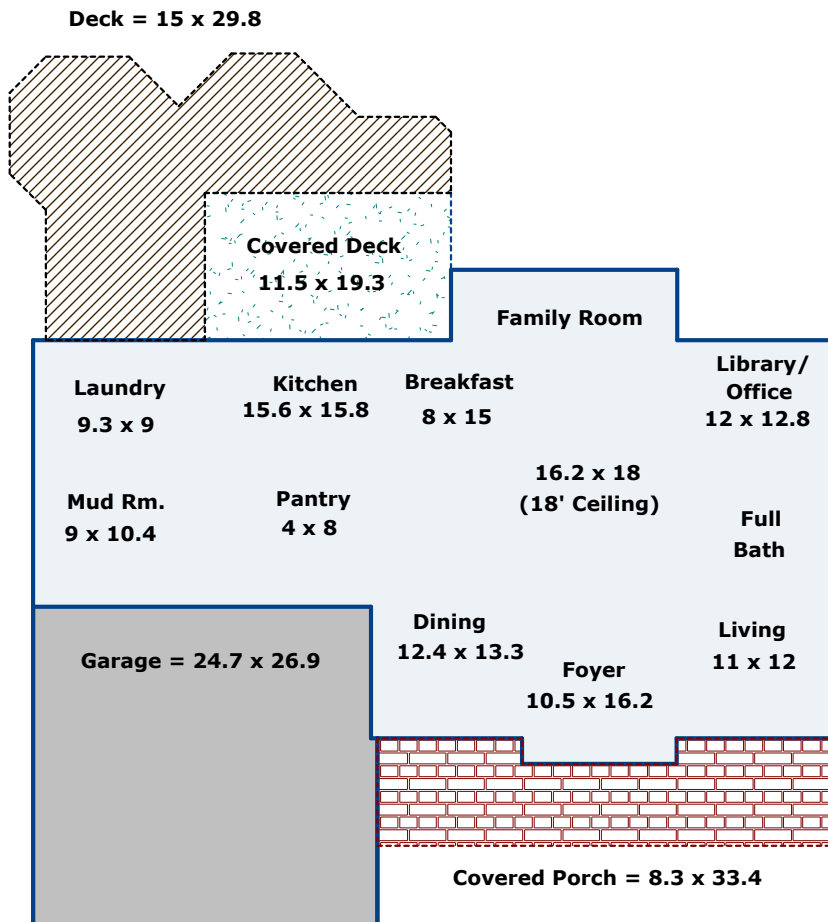 Deck = 15 x 29.8
Covered Deck
11.5 x 19.3
Family Room
Laundry
9.3 x 9
Kitchen
15.6 x 15.8
Breakfast
8 x 15
Library/
Office
12 x 12.8
Mud Rm.
9 x 10.4
Pantry
4 x 8
16.2 x 18
(18' Ceiling)
Full
Bath
Dining
12.4 x 13.3
Foyer
10.5 x 16.2
Living
11 x 12
Garage = 24.7 x 26.9
Covered Porch = 8.3 x 33.4